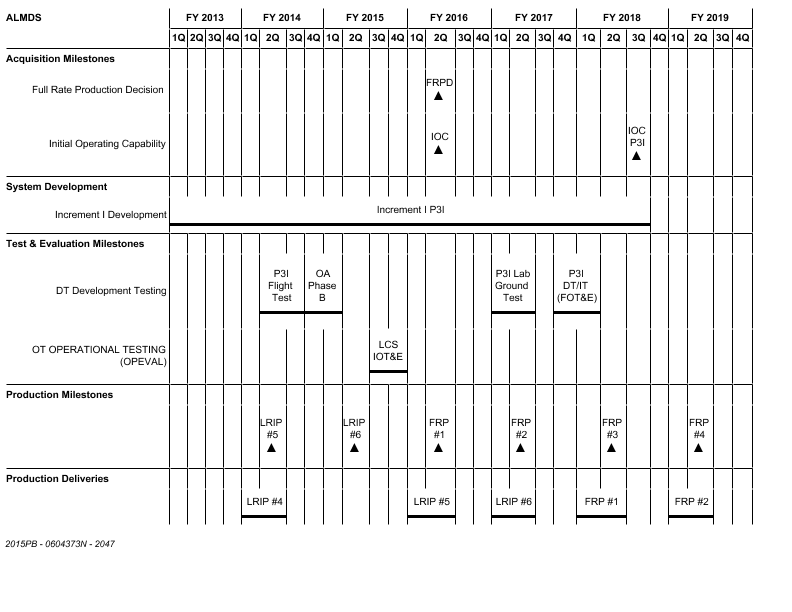 ALMDS FY 2013 FY 2014 FY 2015 FY 2016 FY 2017 FY 2018 FY 2019
1Q 2Q 3Q 4Q 1Q 2Q 3Q 4Q 1Q 2Q 3Q 4Q 1Q 2Q 3Q 4Q 1Q 2Q 3Q 4Q 1Q 2Q 3Q 4Q 1Q 2Q 3Q 4Q
Acquisition Milestones
Full Rate Production Decision
FRPD
▲
Initial Operating Capability
IOC
▲
IOC
P3I
▲
System Development
Increment I Development
Increment I P3I
Test & Evaluation Milestones
DT Development Testing
P3I
Flight
Test
OA
Phase
B
P3I Lab
Ground
Test
P3I
DT/IT
(FOT&E)
OT OPERATIONAL TESTING
(OPEVAL)
LCS
IOT&E
Production Milestones
LRIP
#5
▲
LRIP
#6
▲
FRP
#1
▲
FRP
#2
▲
FRP
#3
▲
FRP
#4
▲
Production Deliveries
LRIP #4 LRIP #5 LRIP #6 FRP #1 FRP #2
2015PB - 0604373N - 2047